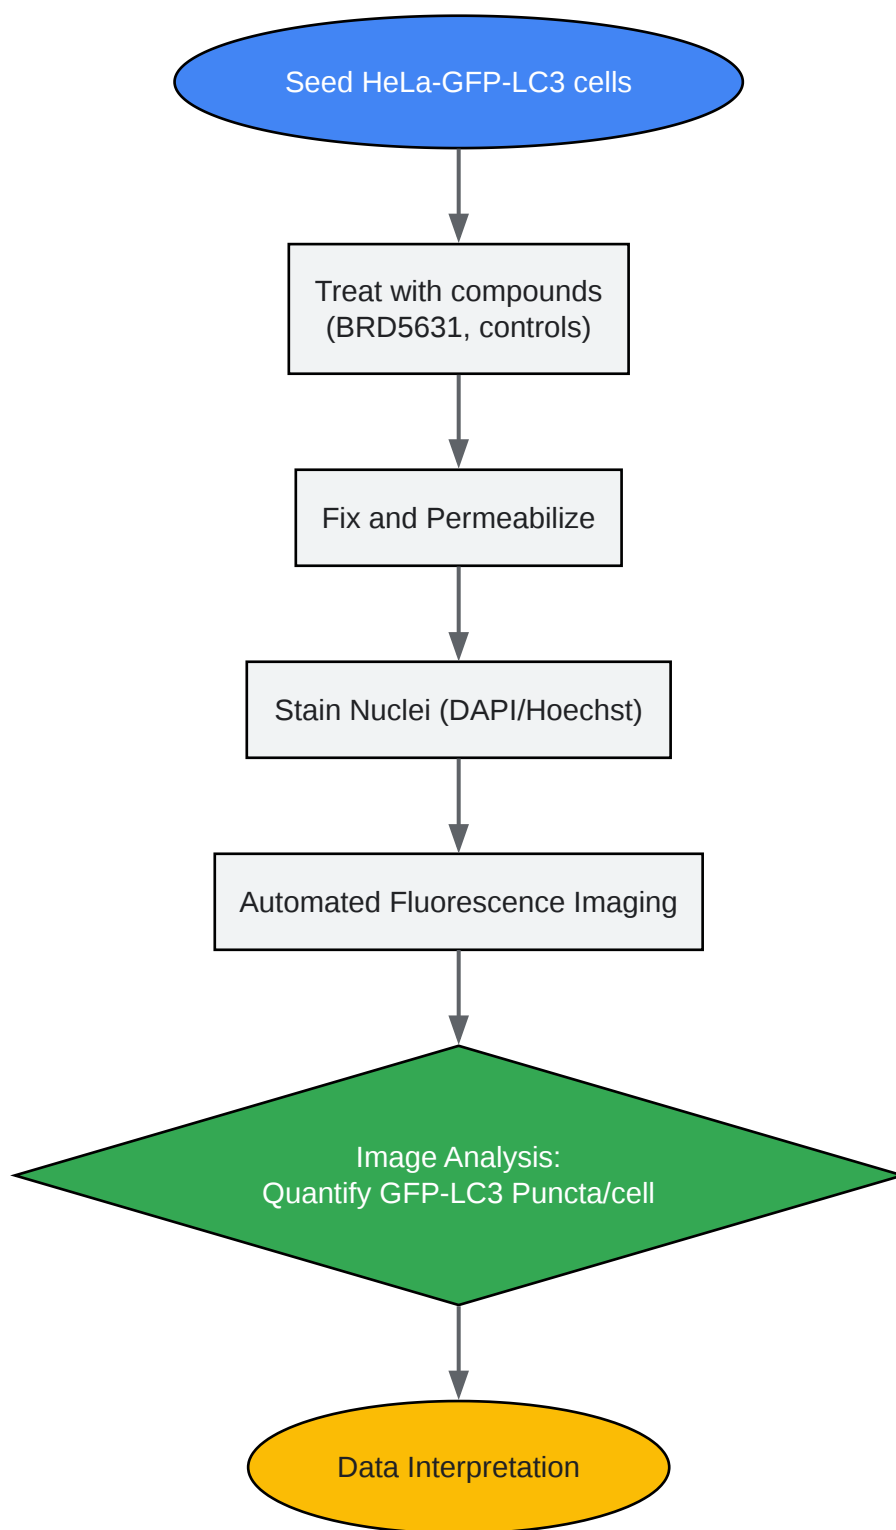 Seed HeLa-GFP-LC3 cells
Treat with compounds
(BRD5631, controls)
Fix and Permeabilize
Stain Nuclei (DAPI/Hoechst)
Automated Fluorescence Imaging
Image Analysis:
Quantify GFP-LC3 Puncta/cell
Data Interpretation